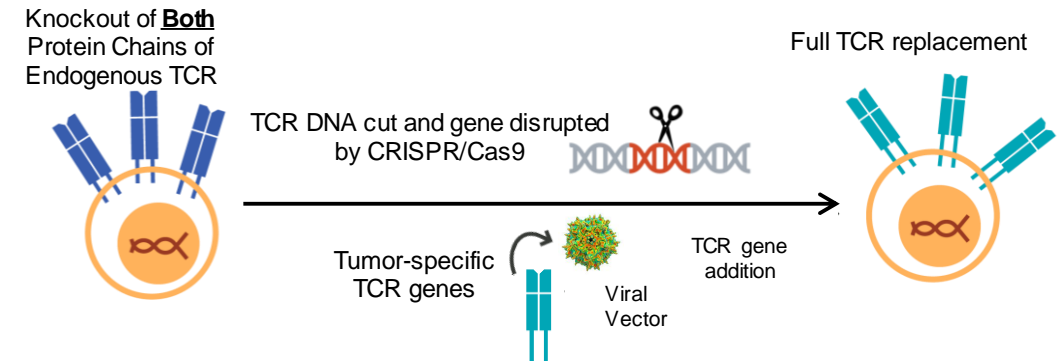 Knockout of Both
Protein Chains of
Endogenous TCR
TCR DNA cut and gene disrupted
by CRISPR/Cas9
Full TCR replacement
Tumor-specific
TCR genes
Viral
Vector
TCR gene
addition